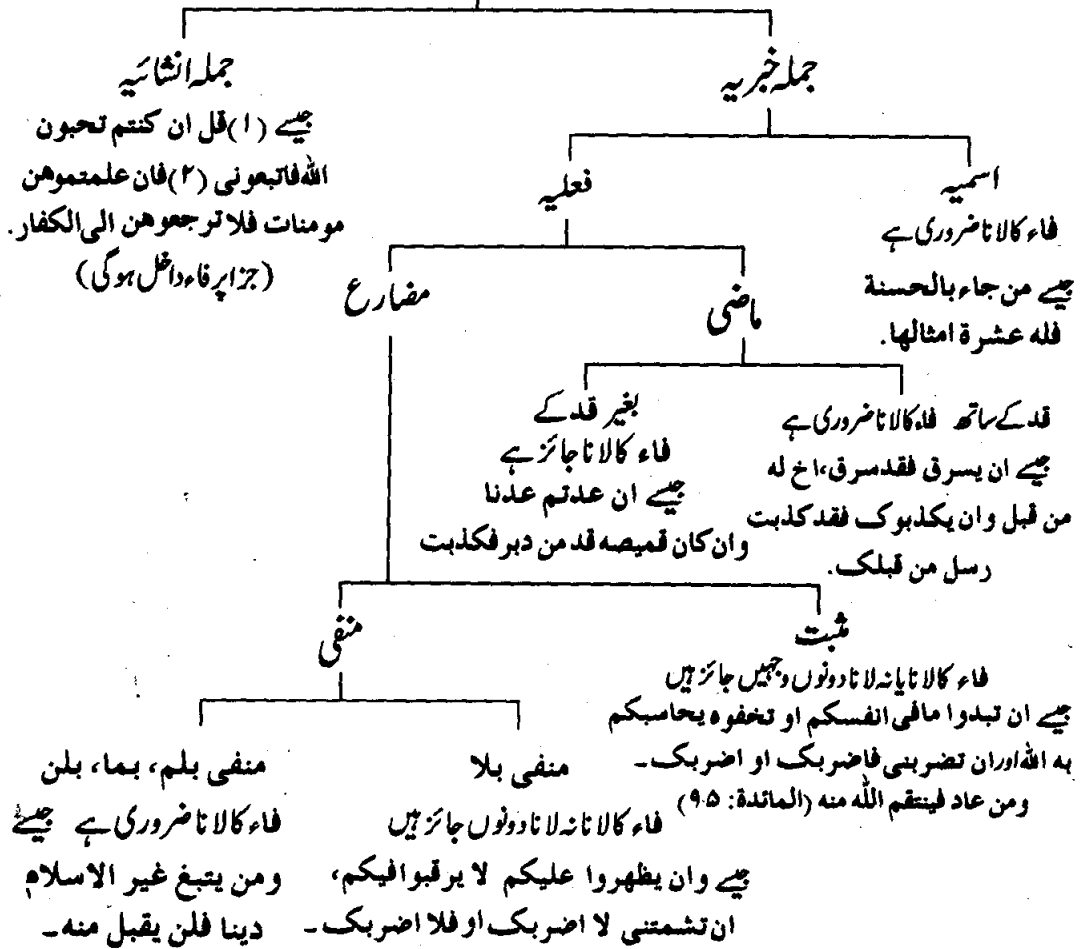 جملہ خبریہ
جملہ انشائیہ
جیسے (۱) قل ان کنتم تحبون
اللہ فاتبعونی (۲) فان علمتموهن
مومنات فلا ترجعوهن الی الکفار.
(جزا پر فاء داخل ہوگی)
اسمیہ
فاء کا لانا ضروری ہے
جیسے من جاء بالحسنة
فله عشرة امثالها.
فعلیہ
ماضی
مضارع
قد کے ساتھ فاء کا لانا ضروری ہے
جیسے ان یسرق فقد سرق، اخ له
من قبل وان یکذبوک فقد کذبت
رسل من قبلک.
بغیر قد کے
فاء کا لانا جائز ہے
جیسے ان عدتم عدنا
وان کان قمیصه قد من دبر فکذبت
مثبت
فاء کا لانا یا نہ لانا دونوں وجہیں جائز ہیں
جیسے ان تبدوا مافی انفسکم او تخفوه یحاسبکم
به الله اور ان تضربنی فاضربک او اضربک۔
ومن عاد فینتقم الله منه (المائدة: ۹۵)
منفی
منفی بلا
فاء کا لانا نہ لانا دونوں جائز ہیں
جیسے وان یظهروا علیکم لا یرقبوا فیکم،
ان تشمتنی لا اضربک او فلا اضربک۔
منفی بلم، بما، بلن
فاء کا لانا ضروری ہے جیسے
ومن یتبغ غیر الاسلام
دینا فلن یقبل منه۔